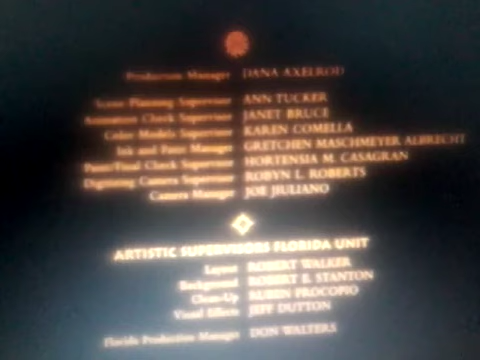 Production Manager DANA AXELROD
Scene Planning Supervisor ANN TUCKER
Animation Check Supervisor JANET BRUCE
Color Models Supervisor KAREN COMELLA
Ink and Paint Manager GRETCHEN MASCHMEYER ALBRECHT
Paint/Final Check Supervisor HORTENSIA M. CASAGRAN
Digitizing Camera Supervisor ROBYN L. ROBERTS
Camera Manager JOE JIULIANO
ARTISTIC SUPERVISORS FLORIDA UNIT
Layout ROBERT WALKER
Background ROBERT E. STANTON
Clean-Up RUBEN PROCOPIO
Visual Effects JEFF DUTTON
Florida Production Manager DON WALTERS